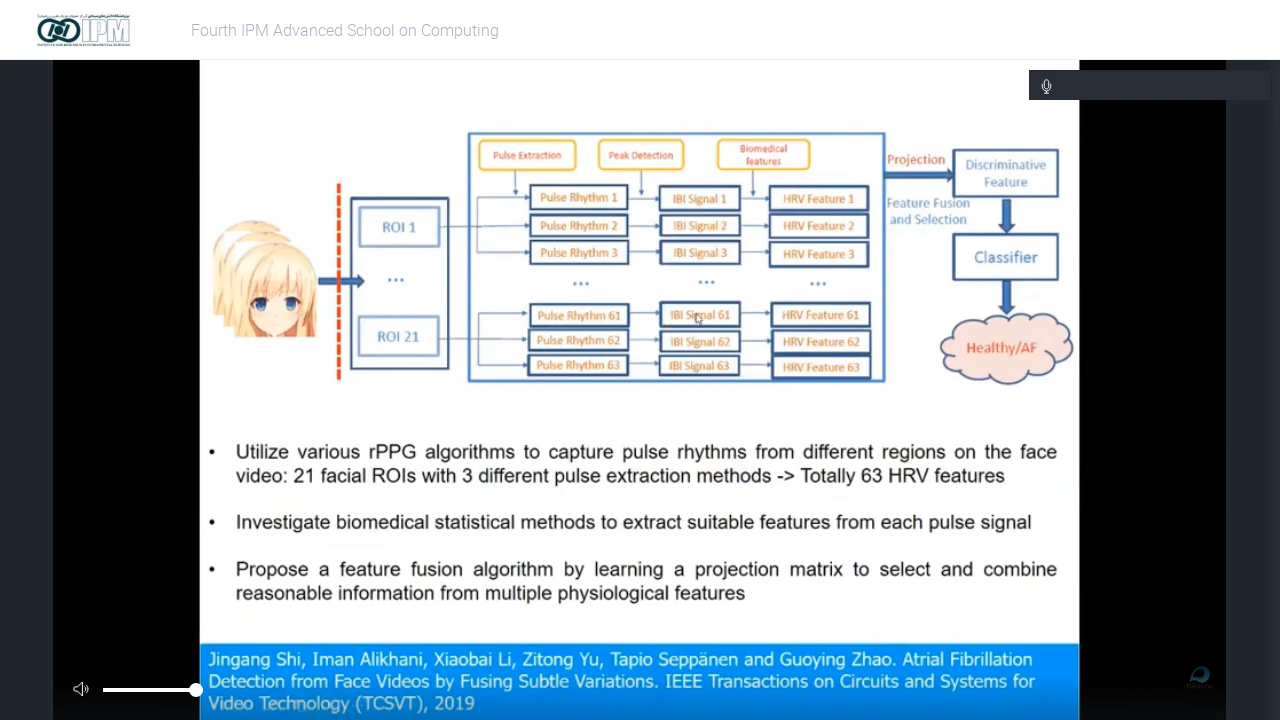 IPM
INSTITUTE FOR RESEARCH IN FUNDAMENTAL SCIENCES
Fourth IPM Advanced School on Computing
Pulse Extraction
Peak Detection
Biomedical
features
Projection
Discriminative
Feature
Feature Fusion
and Selection
Classifier
Healthy/AF
ROI 1
...
ROI 21
Pulse Rhythm 1
IBI Signal 1
HRV Feature 1
Pulse Rhythm 2
IBI Signal 2
HRV Feature 2
Pulse Rhythm 3
IBI Signal 3
HRV Feature 3
... ... ...
Pulse Rhythm 61
IBI Signal 61
HRV Feature 61
Pulse Rhythm 62
IBI Signal 62
HRV Feature 62
Pulse Rhythm 63
IBI Signal 63
HRV Feature 63
• Utilize various rPPG algorithms to capture pulse rhythms from different regions on the face
video: 21 facial ROIs with 3 different pulse extraction methods -> Totally 63 HRV features
• Investigate biomedical statistical methods to extract suitable features from each pulse signal
• Propose a feature fusion algorithm by learning a projection matrix to select and combine
reasonable information from multiple physiological features
Jingang Shi, Iman Alikhani, Xiaobai Li, Zitong Yu, Tapio Seppänen and Guoying Zhao. Atrial Fibrillation
Detection from Face Videos by Fusing Subtle Variations. IEEE Transactions on Circuits and Systems for
Video Technology (TCSVT), 2019